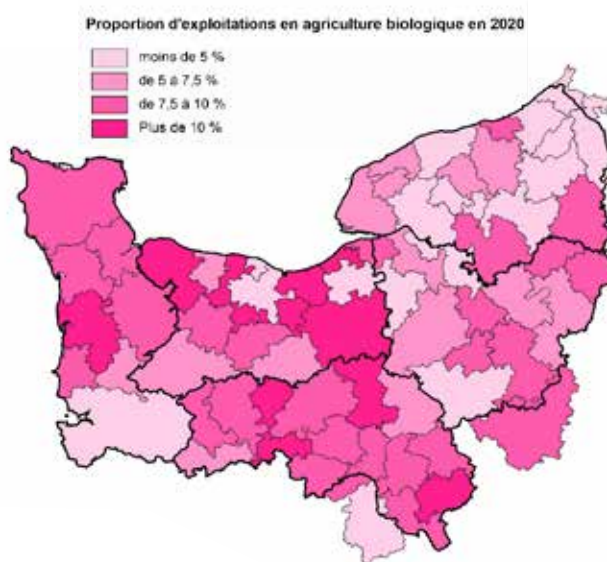 Proportion d'exploitations en agriculture biologique en 2020
moins de 5 %
de 5 à 7,5 %
de 7,5 à 10 %
Plus de 10 %